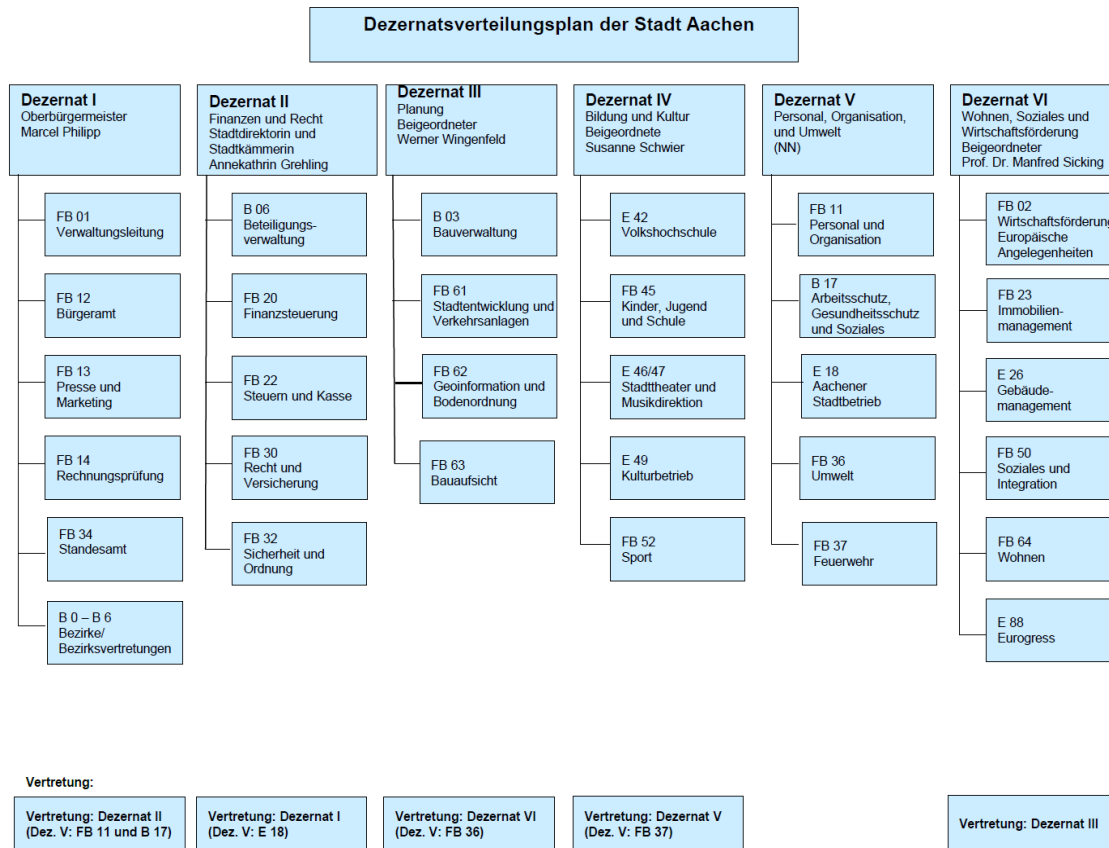 Dezernatsverteilungsplan der Stadt Aachen
Dezernat I
Oberbürgermeister
Marcel Philipp
FB 01
Verwaltungsleitung
FB 12
Bürgeramt
FB 13
Presse und
Marketing
FB 14
Rechnungsprüfung
FB 34
Standesamt
B 0 – B 6
Bezirke/
Bezirksvertretungen
Dezernat II
Finanzen und Recht
Stadtdirektorin und
Stadtkämmerin
Annekathrin Grehling
B 06
Beteiligungs-
verwaltung
FB 20
Finanzsteuerung
FB 22
Steuern und Kasse
FB 30
Recht und
Versicherung
FB 32
Sicherheit und
Ordnung
Dezernat III
Planung
Beigeordneter
Werner Wingenfeld
B 03
Bauverwaltung
FB 61
Stadtentwicklung und
Verkehrsanlagen
FB 62
Geoinformation und
Bodenordnung
FB 63
Bauaufsicht
Dezernat IV
Bildung und Kultur
Beigeordnete
Susanne Schwier
E 42
Volkshochschule
FB 45
Kinder, Jugend
und Schule
E 46/47
Stadttheater und
Musikdirektion
E 49
Kulturbetrieb
FB 52
Sport
Dezernat V
Personal, Organisation,
und Umwelt
(NN)
FB 11
Personal und
Organisation
B 17
Arbeitsschutz,
Gesundheitsschutz
und Soziales
E 18
Aachener
Stadtbetrieb
FB 36
Umwelt
FB 37
Feuerwehr
Dezernat VI
Wohnen, Soziales und
Wirtschaftsförderung
Beigeordneter
Prof. Dr. Manfred Sicking
FB 02
Wirtschaftsförderung
Europäische
Angelegenheiten
FB 23
Immobilien-
management
E 26
Gebäude-
management
FB 50
Soziales und
Integration
FB 64
Wohnen
E 88
Eurogress
Vertretung:
Vertretung: Dezernat II
(Dez. V: FB 11 und B 17)
Vertretung: Dezernat I
(Dez. V: E 18)
Vertretung: Dezernat VI
(Dez. V: FB 36)
Vertretung: Dezernat V
(Dez. V: FB 37)
Vertretung: Dezernat III